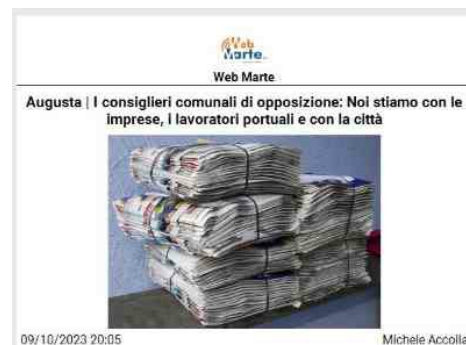 Web
Marte
Web Marte
Augusta | I consiglieri comunali di opposizione: Noi stiamo con le
imprese, i lavoratori portuali e con la città
09/10/2023 20:05
Michele Accolla